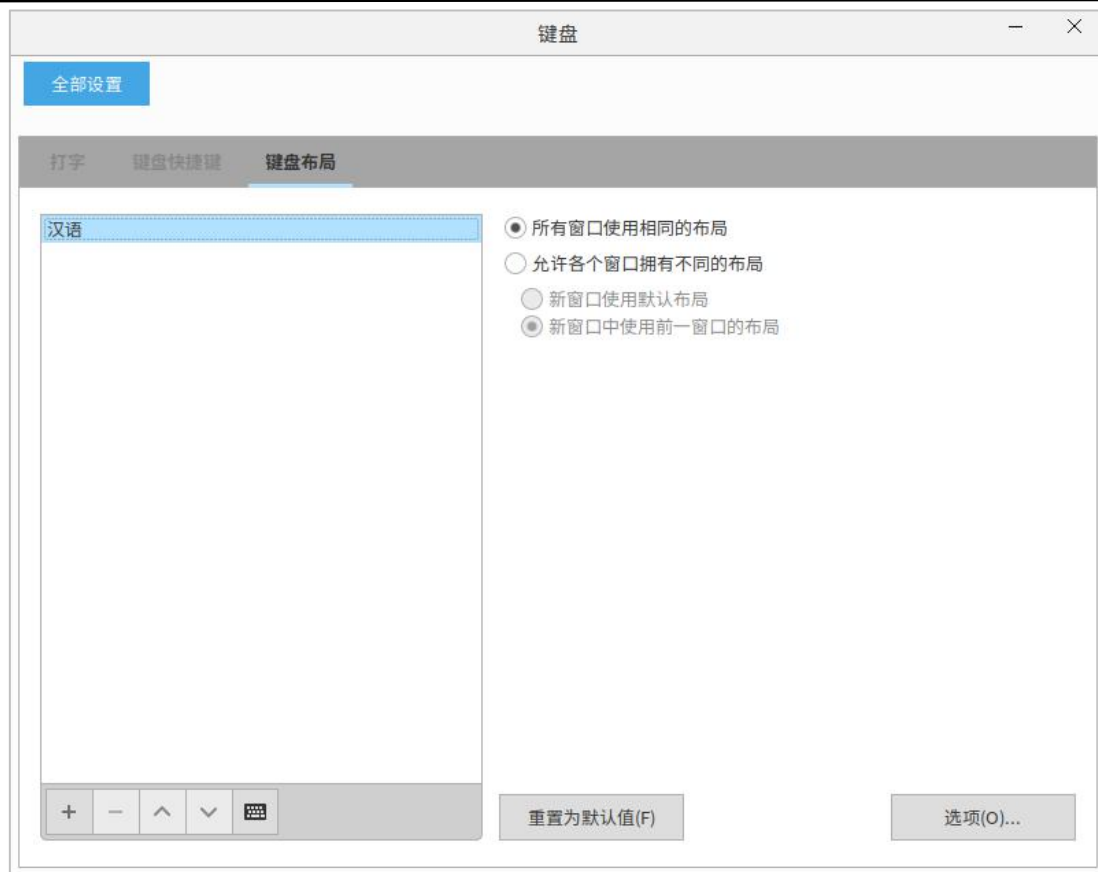 键盘
全部设置
打字 键盘快捷键 键盘布局
汉语
所有窗口使用相同的布局
允许各个窗口拥有不同的布局
新窗口使用默认布局
新窗口中使用前一窗口的布局
重置为默认值(F) 选项(O)...